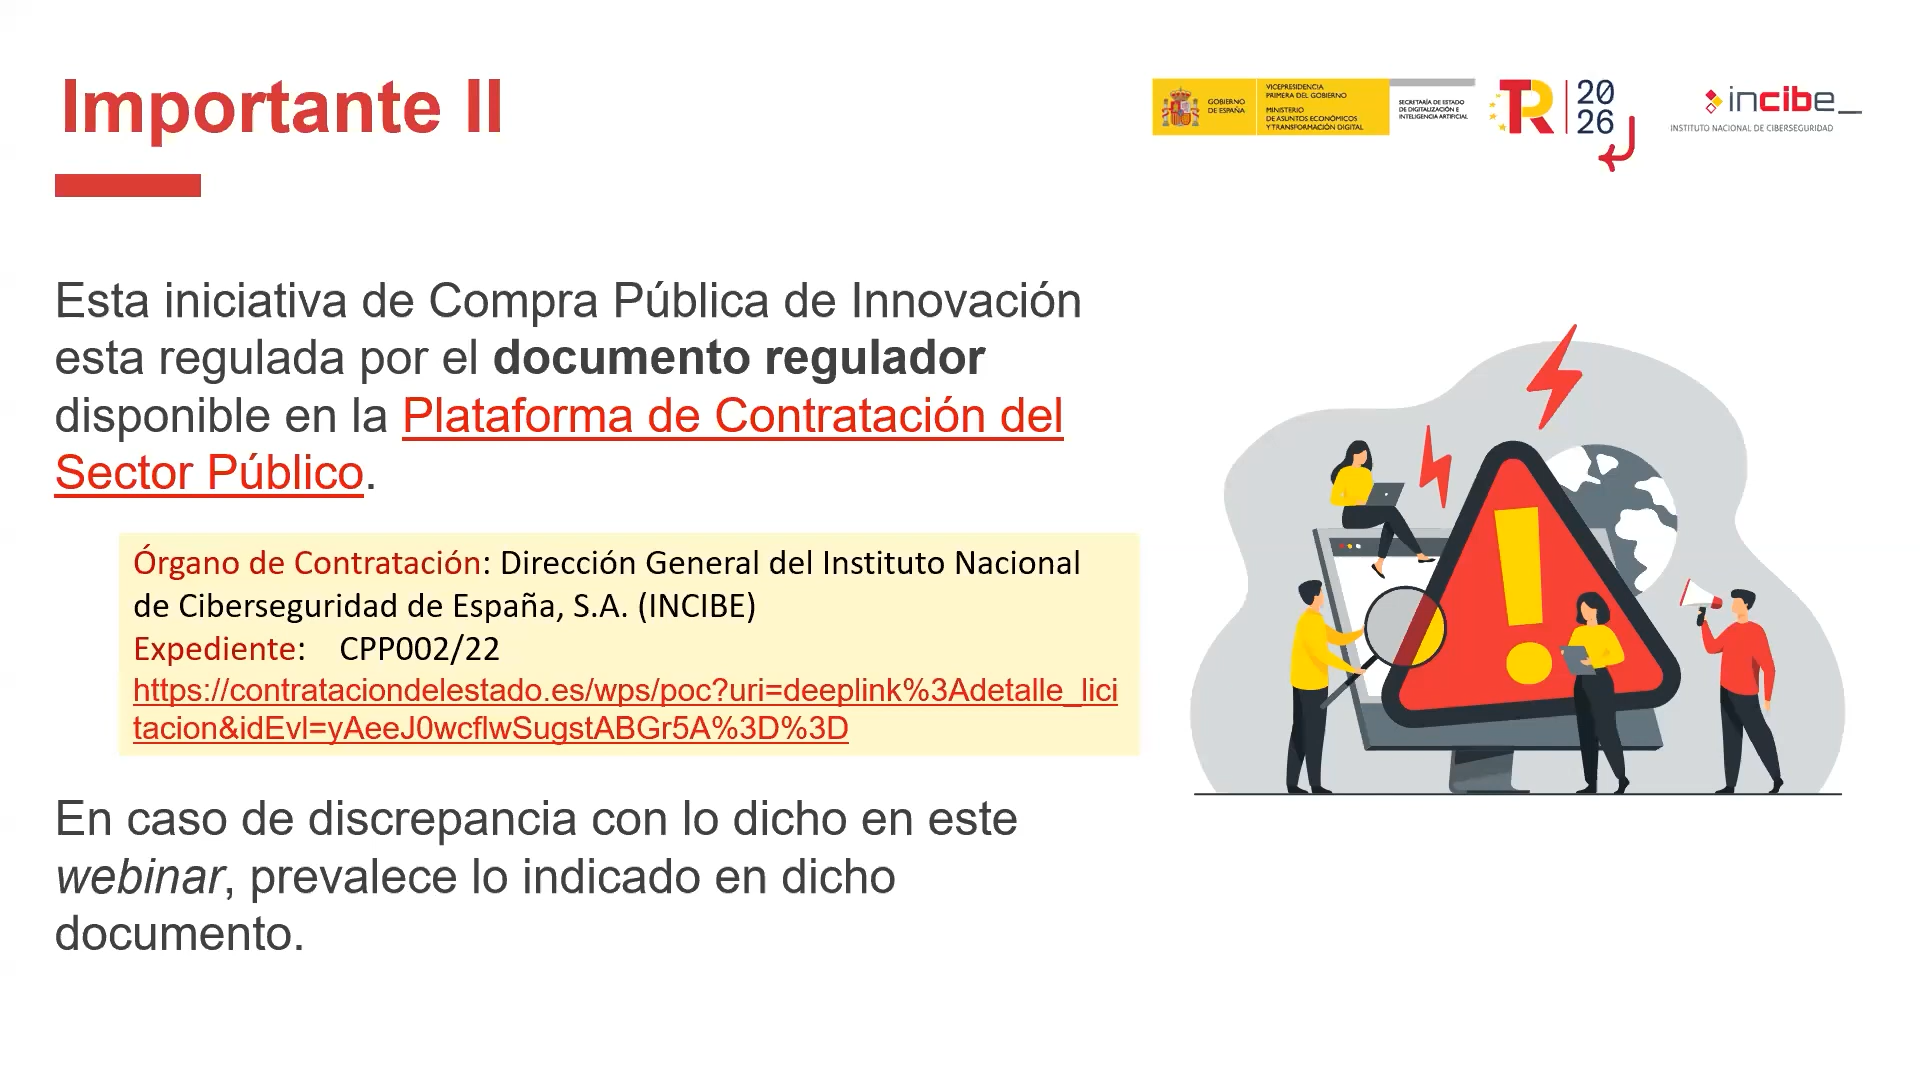 Importante II
GOBIERNO
DE ESPAÑA
VICEPRESIDENCIA
PRIMERA DEL GOBIERNO
MINISTERIO
DE ASUNTOS ECONÓMICOS
Y TRANSFORMACIÓN DIGITAL
SECRETARÍA DE ESTADO
DE DIGITALIZACIÓN E
INTELIGENCIA ARTIFICIAL
TR
20
26
incibe_
INSTITUTO NACIONAL DE CIBERSEGURIDAD
Esta iniciativa de Compra Pública de Innovación
esta regulada por el documento regulador
disponible en la Plataforma de Contratación del
Sector Público.
Órgano de Contratación: Dirección General del Instituto Nacional
de Ciberseguridad de España, S.A. (INCIBE)
Expediente: CPP002/22
https://contrataciondelestado.es/wps/poc?uri=deeplink%3Adetalle_lici
tacion&idEvl=yAeeJ0wcflwSugstABGr5A%3D%3D
En caso de discrepancia con lo dicho en este
webinar, prevalece lo indicado en dicho
documento.